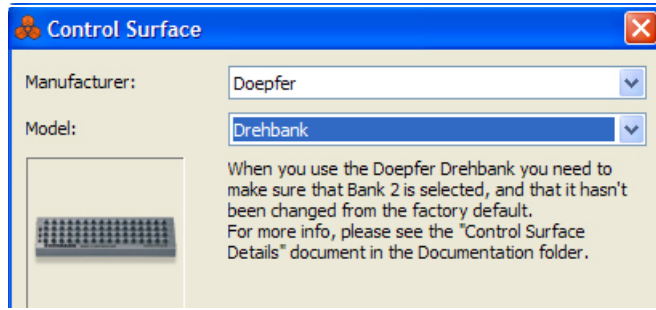 Control Surface
Manufacturer:
Doepfer
Model:
Drehbank
When you use the Doepfer Drehbank you need to
make sure that Bank 2 is selected, and that it hasn't
been changed from the factory default.
For more info, please see the "Control Surface
Details" document in the Documentation folder.